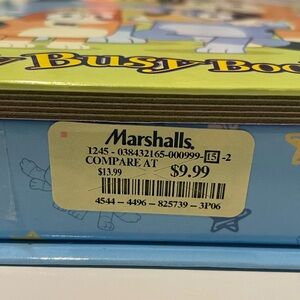 A Busy Boo
Marshalls.
1245 - 038432165-000999-15-2
COMPARE AT
$13.99 $9.99
4544 - 4496 - 825739 - 3P06